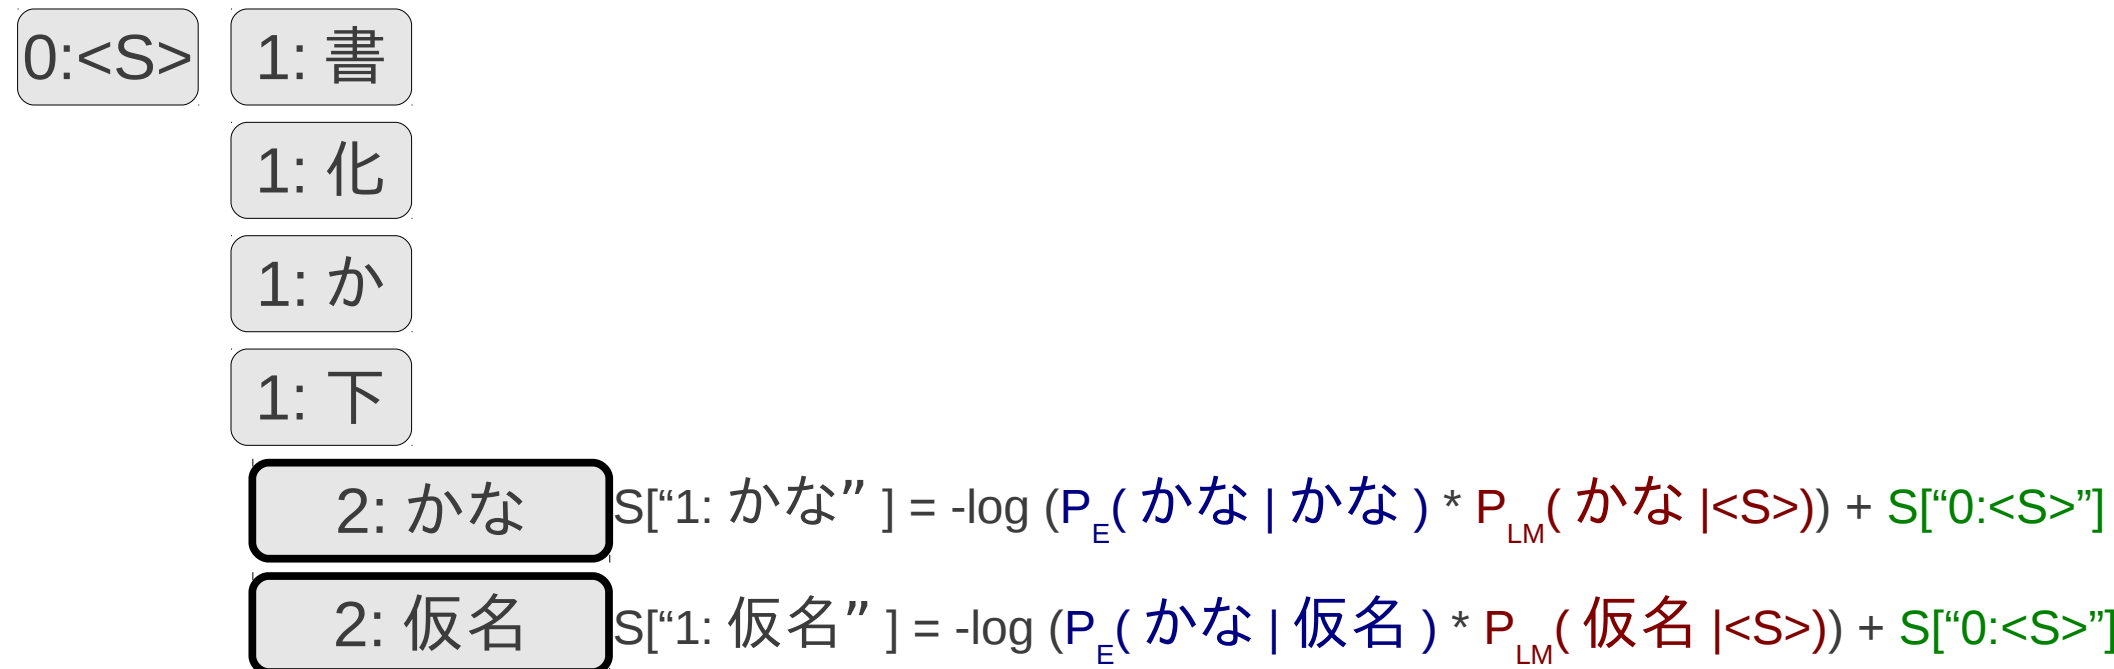 0:<S> 1: 書
1: 化
1: か
1: 下
2: かな S[“1: かな” ] = -log (PE( かな | かな ) * PLM( かな |<S>)) + S[“0:<S>”]
2: 仮名 S[“1: 仮名” ] = -log (PE( かな | 仮名 ) * PLM( 仮名 |<S>)) + S[“0:<S>”]